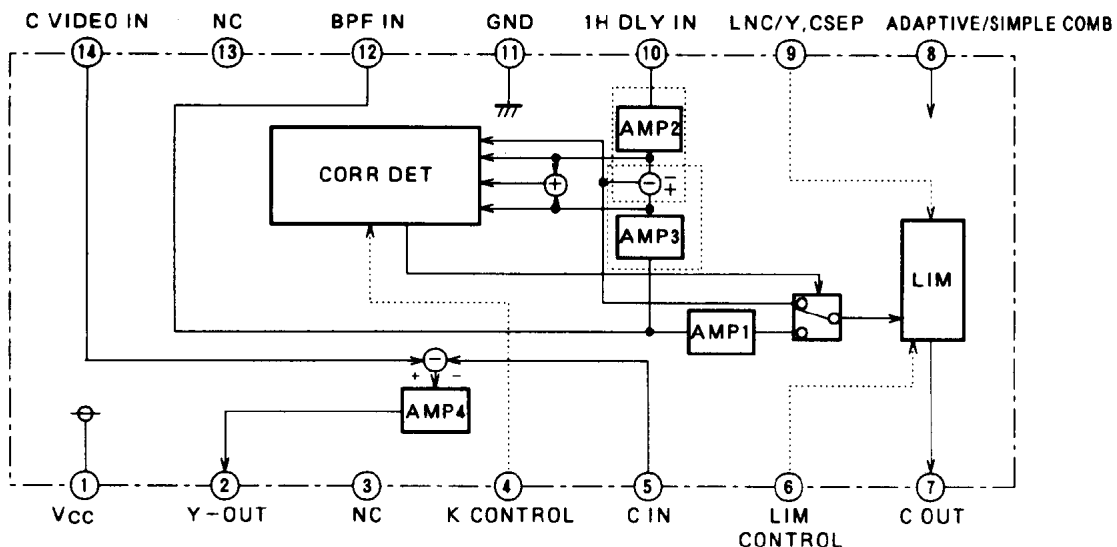 C VIDEO IN NC BPF IN GND 1H DLY IN LNC/Y,CSEP ADAPTIVE/SIMPLE COMB
14 13 12 11 10 9 8
AMP2
CORR DET
+
−
− +
AMP3
LIM
AMP1
−
+ −
AMP4
1 2 3 4 5 6 7
Vcc Y-OUT NC K CONTROL C IN LIM C OUT
CONTROL